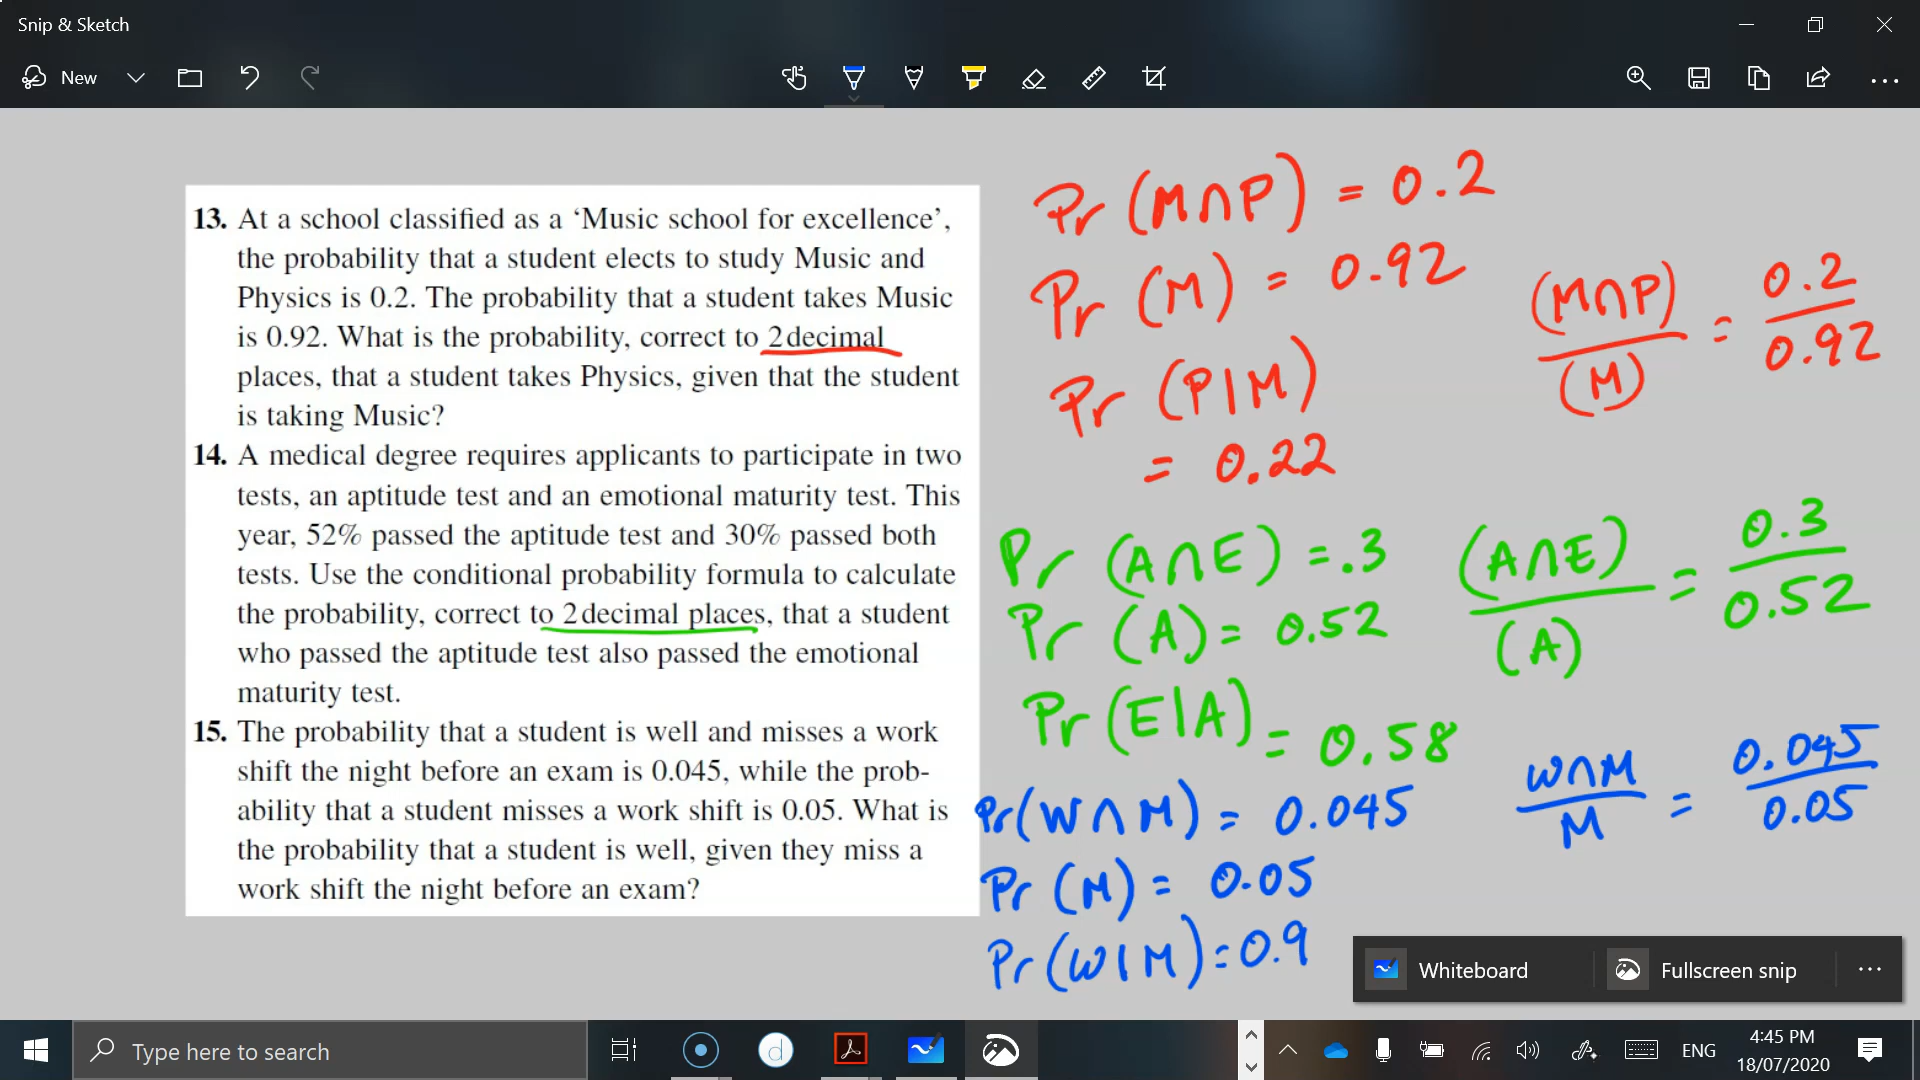 Snip & Sketch
New
13. At a school classified as a ‘Music school for excellence’,
the probability that a student elects to study Music and
Physics is 0.2. The probability that a student takes Music
is 0.92. What is the probability, correct to 2 decimal
places, that a student takes Physics, given that the student
is taking Music?
14. A medical degree requires applicants to participate in two
tests, an aptitude test and an emotional maturity test. This
year, 52% passed the aptitude test and 30% passed both
tests. Use the conditional probability formula to calculate
the probability, correct to 2 decimal places, that a student
who passed the aptitude test also passed the emotional
maturity test.
15. The probability that a student is well and misses a work
shift the night before an exam is 0.045, while the prob-
ability that a student misses a work shift is 0.05. What is
the probability that a student is well, given they miss a
work shift the night before an exam?
Pr (M∩P) = 0.2
Pr (M) = 0.92
(M∩P)/(M) = 0.2/0.92
Pr (P|M)
= 0.22
Pr (A∩E) = .3
(A∩E)/(A) = 0.3/0.52
Pr (A) = 0.52
Pr (E|A) = 0.58
Pr(W∩M) = 0.045
W∩M/M = 0.045/0.05
Pr (M) = 0.05
Pr (W|M) = 0.9
Whiteboard
Fullscreen snip
Type here to search
ENG
4:45 PM
18/07/2020